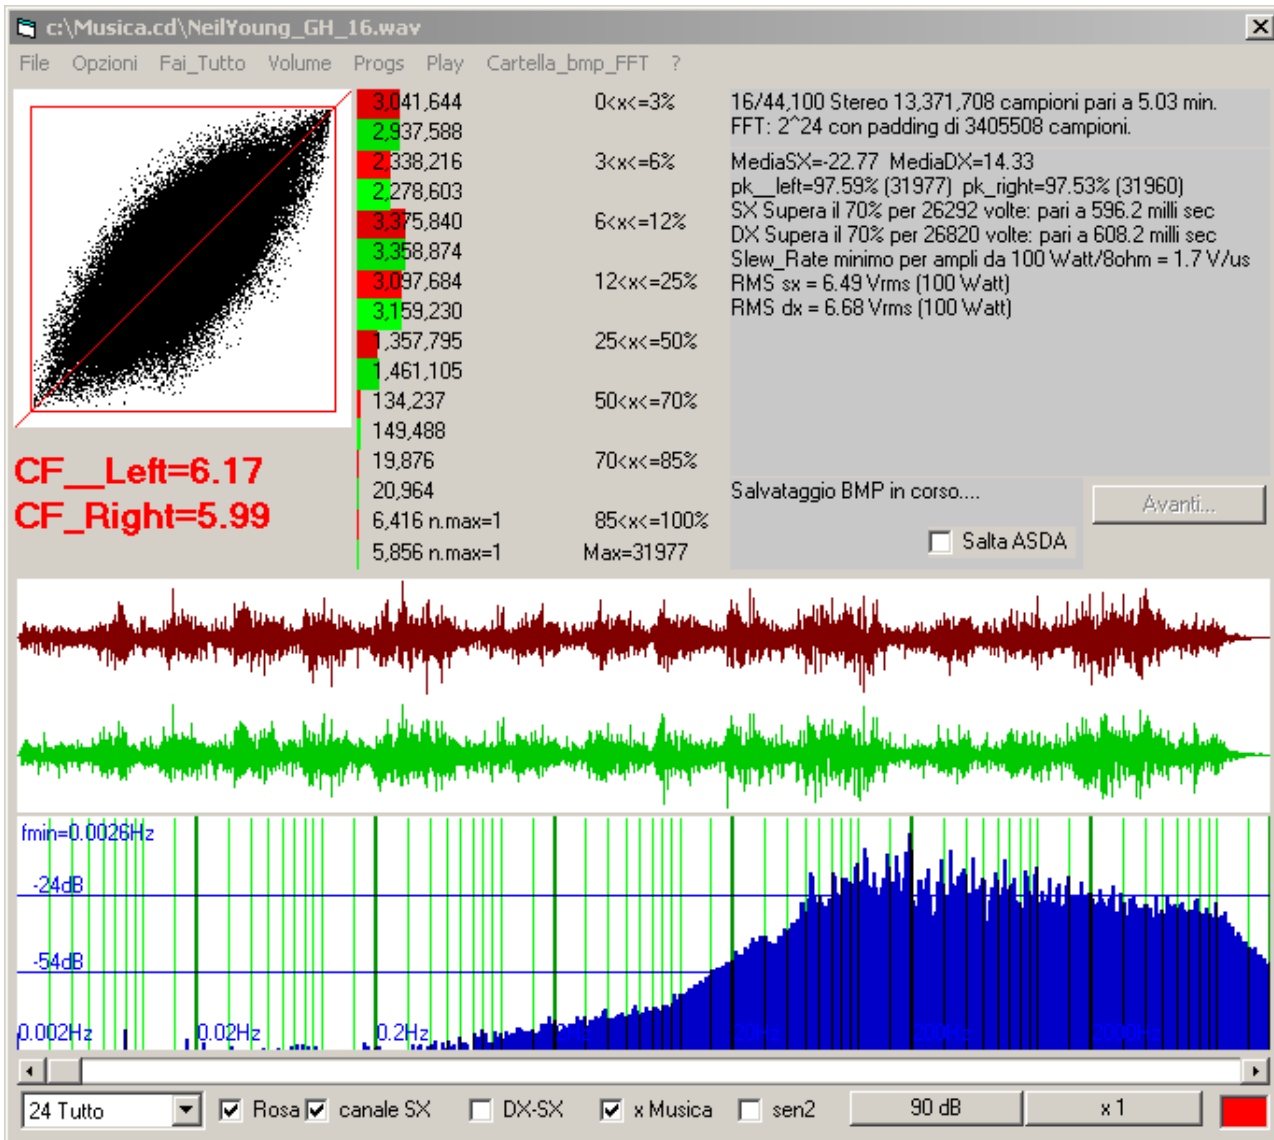 c:\Musica.cd\NeilYoung_GH_16.wav
File Opzioni Fai_Tutto Volume Progs Play Cartella_bmp_FFT ?
3,041,644 0<x<=3%
2,937,588
2,338,216 3<x<=6%
2,278,603
3,375,840 6<x<=12%
3,358,874
3,097,684 12<x<=25%
3,159,230
1,357,795 25<x<=50%
1,461,105
134,237 50<x<=70%
149,488
19,876 70<x<=85%
20,964
6,416 n.max=1 85<x<=100%
5,856 n.max=1 Max=31977
16/44,100 Stereo 13,371,708 campioni pari a 5.03 min.
FFT: 2^24 con padding di 3405508 campioni.
MediaSX=-22.77 MediaDX=14.33
pk__left=97.59% (31977) pk_right=97.53% (31960)
SX Supera il 70% per 26292 volte: pari a 596.2 milli sec
DX Supera il 70% per 26820 volte: pari a 608.2 milli sec
Slew_Rate minimo per ampli da 100 Watt/8ohm = 1.7 V/us
RMS sx = 6.49 Vrms (100 Watt)
RMS dx = 6.68 Vrms (100 Watt)
CF__Left=6.17
CF_Right=5.99
Salvataggio BMP in corso....
Avanti...
Salta ASDA
fmin=0.0026Hz
-24dB
-54dB
0.002Hz 0.02Hz 0.2Hz 2Hz 20Hz 200Hz 2000Hz
24 Tutto Rosa canale SX DX-SX x Musica sen2 90 dB x 1